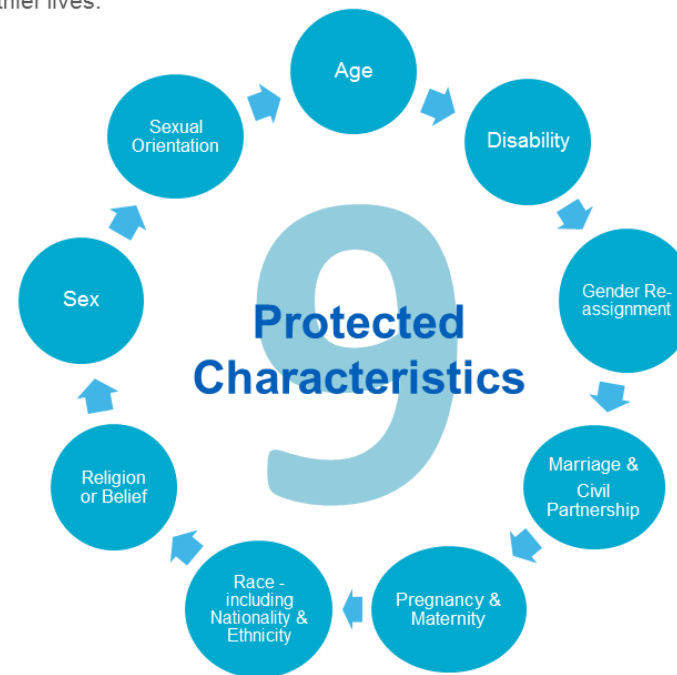 Age
Disability
Gender Re-
assignment
Marriage &
Civil
Partnership
Pregnancy &
Maternity
Race -
including
Nationality &
Ethnicity
Religion
or Belief
Sex
Sexual
Orientation
9
Protected
Characteristics